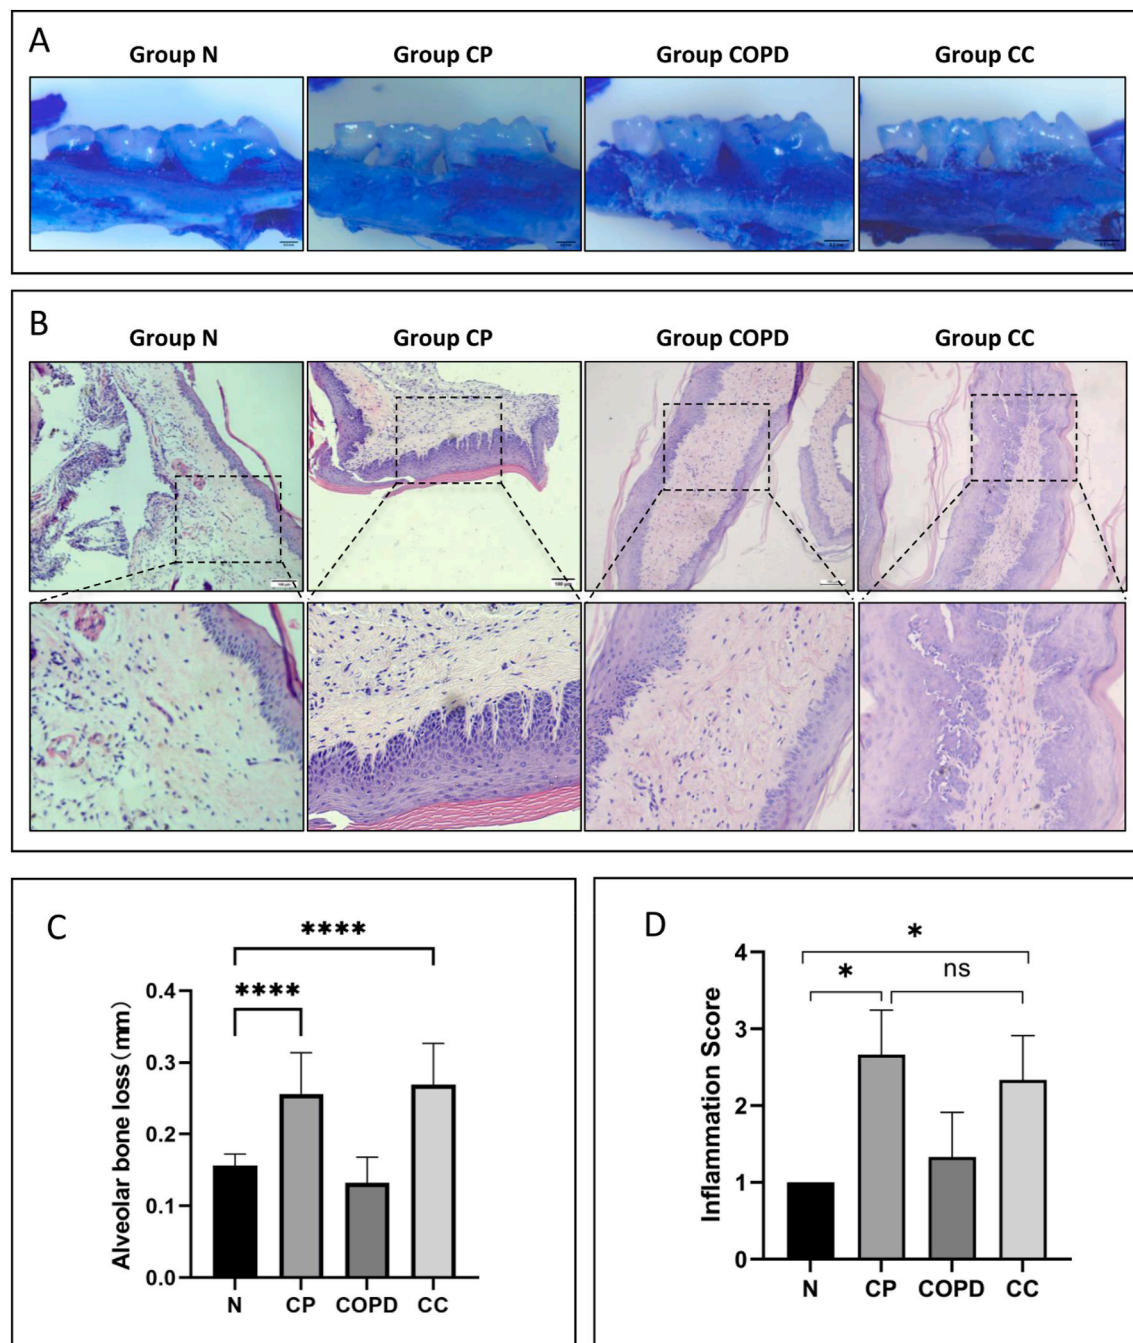 A
Group N Group CP Group COPD Group CC
B
Group N Group CP Group COPD Group CC
100 μm
C
****
****
Alveolar bone loss(mm)
0.4
0.3
0.2
0.1
0.0
N CP COPD CC
D
*
* ns
Inflammation Score
4
3
2
1
0
N CP COPD CC